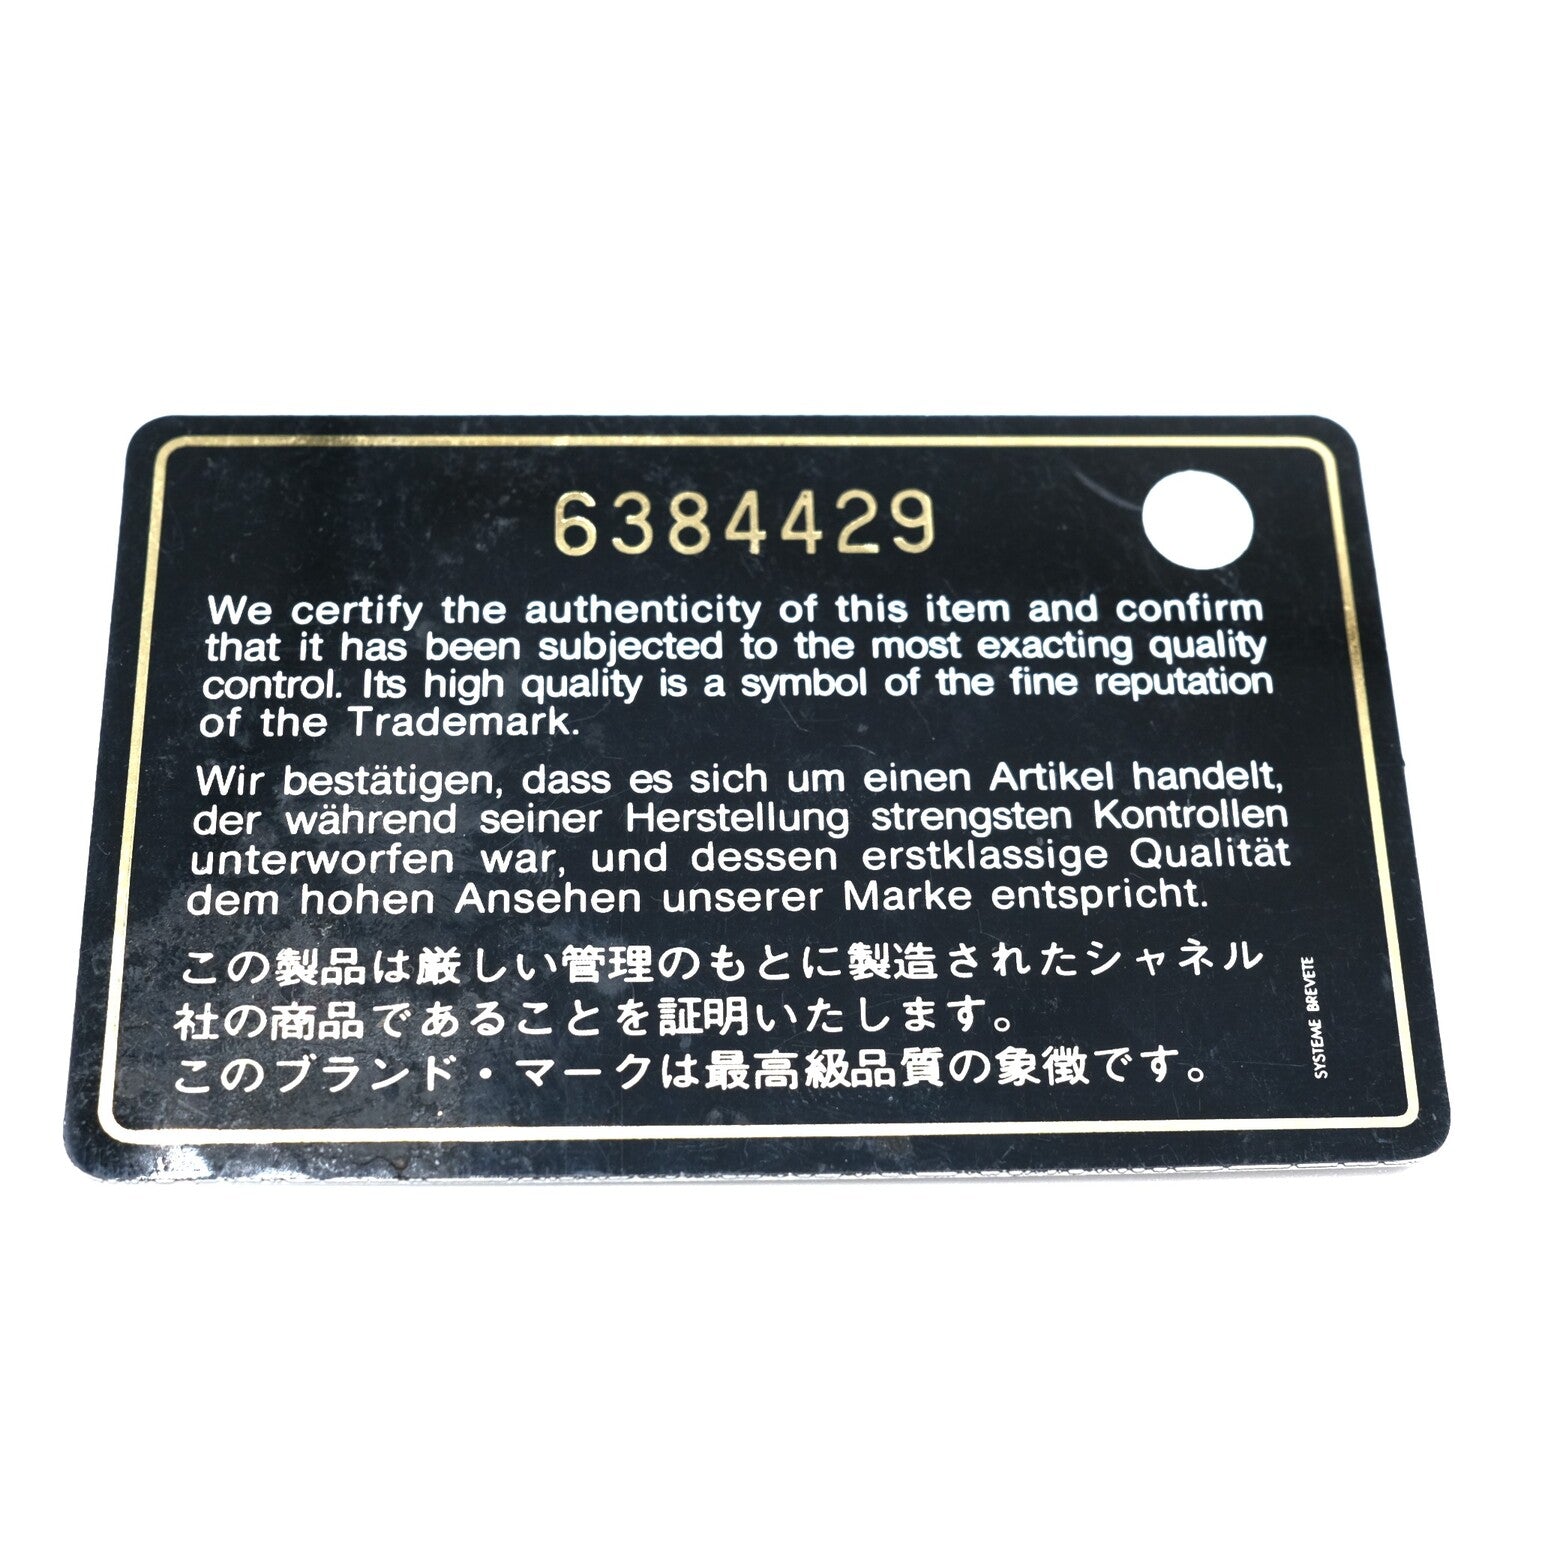 6384429
We certify the authenticity of this item and confirm
that it has been subjected to the most exacting quality
control. Its high quality is a symbol of the fine reputation
of the Trademark.
Wir bestätigen, dass es sich um einen Artikel handelt,
der während seiner Herstellung strengsten Kontrollen
unterworfen war, und dessen erstklassige Qualität
dem hohen Ansehen unserer Marke entspricht.
この製品は厳しい管理のもとに製造されたシャネル
社の商品であることを証明いたします。
このブランド・マークは最高級品質の象徴です。
SYSTEME BREVETE